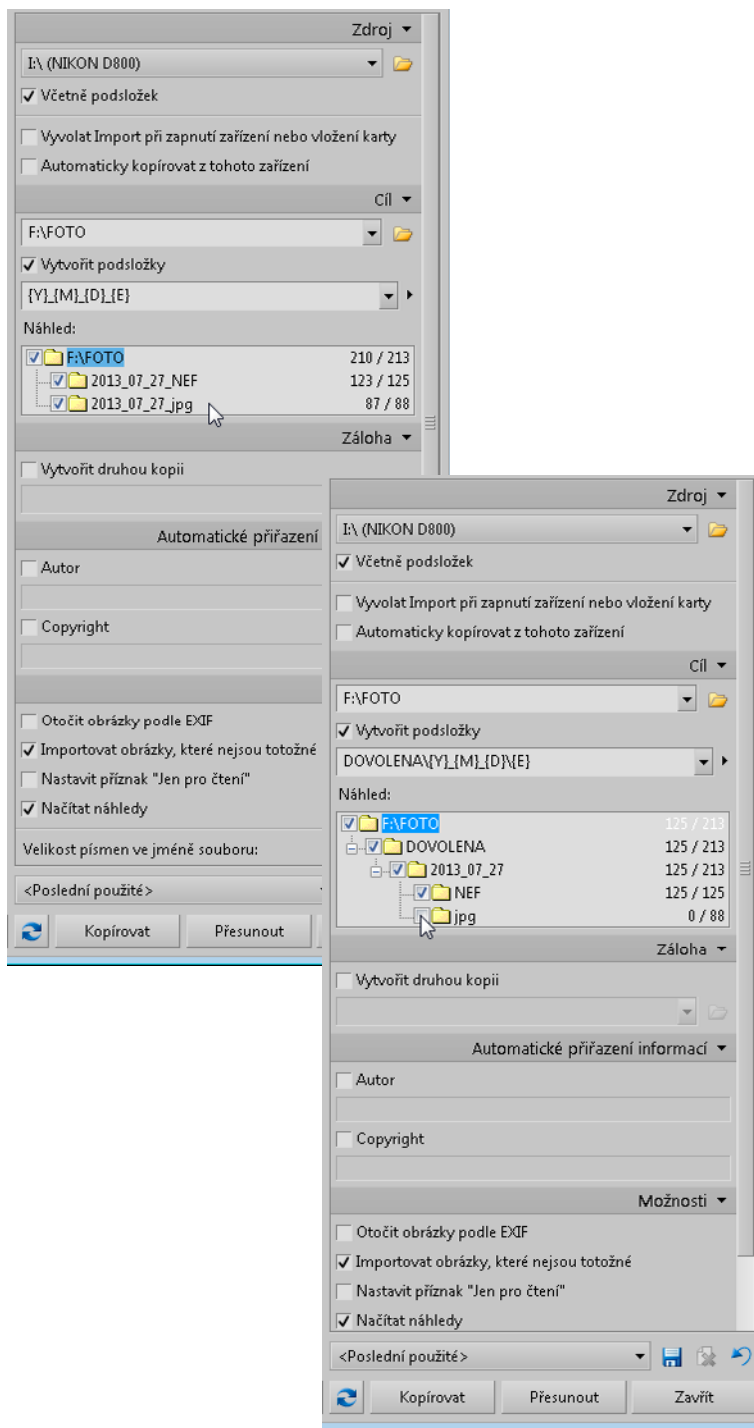 Zdroj
I:\ (NIKON D800)
Včetně podsložek
Vyvolat Import při zapnutí zařízení nebo vložení karty
Automaticky kopírovat z tohoto zařízení
Cíl
F:\FOTO
Vytvořit podsložky
{Y}_{M}_{D}_{E}
Náhled:
F:\FOTO 210 / 213
2013_07_27_NEF 123 / 125
2013_07_27_jpg 87 / 88
Záloha
Vytvořit druhou kopii
Automatické přiřazení
Autor
Copyright
Otočit obrázky podle EXIF
Importovat obrázky, které nejsou totožné
Nastavit příznak "Jen pro čtení"
Načítat náhledy
Velikost písmen ve jméně souboru:
<Poslední použité>
Kopírovat Přesunout
Zdroj
I:\ (NIKON D800)
Včetně podsložek
Vyvolat Import při zapnutí zařízení nebo vložení karty
Automaticky kopírovat z tohoto zařízení
Cíl
F:\FOTO
Vytvořit podsložky
DOVOLENA\{Y}_{M}_{D}\{E}
Náhled:
F:\FOTO 125 / 213
DOVOLENA 125 / 213
2013_07_27 125 / 213
NEF 125 / 125
jpg 0 / 88
Záloha
Vytvořit druhou kopii
Automatické přiřazení informací
Autor
Copyright
Možnosti
Otočit obrázky podle EXIF
Importovat obrázky, které nejsou totožné
Nastavit příznak "Jen pro čtení"
Načítat náhledy
<Poslední použité>
Kopírovat Přesunout Zavřít